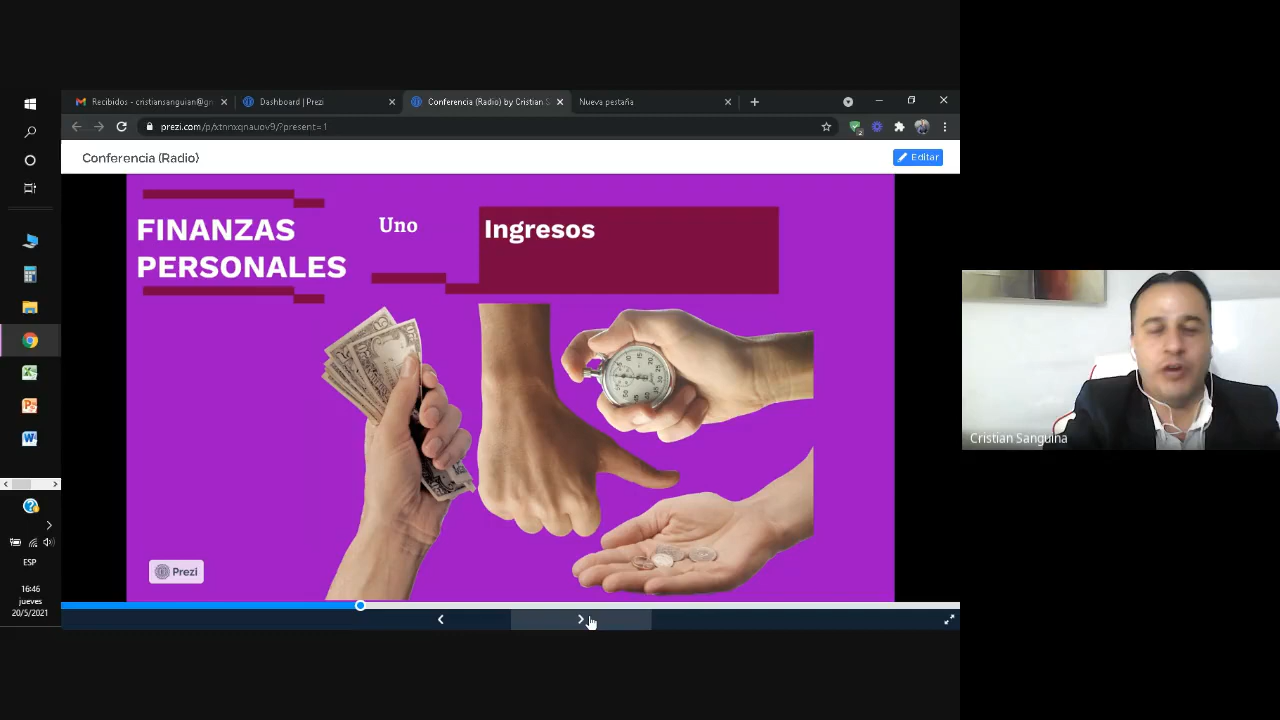 Recibidos - cristiansanguian@gn
Dashboard | Prezi
Conferencia (Radio) by Cristian S
Nueva pestaña
prezi.com/p/xtnnxqnauov9/?present=1
Conferencia (Radio)
Editar
FINANZAS
PERSONALES
Uno
Ingresos
Prezi
Cristian Sanguina
ESP
16:46
jueves
20/5/2021